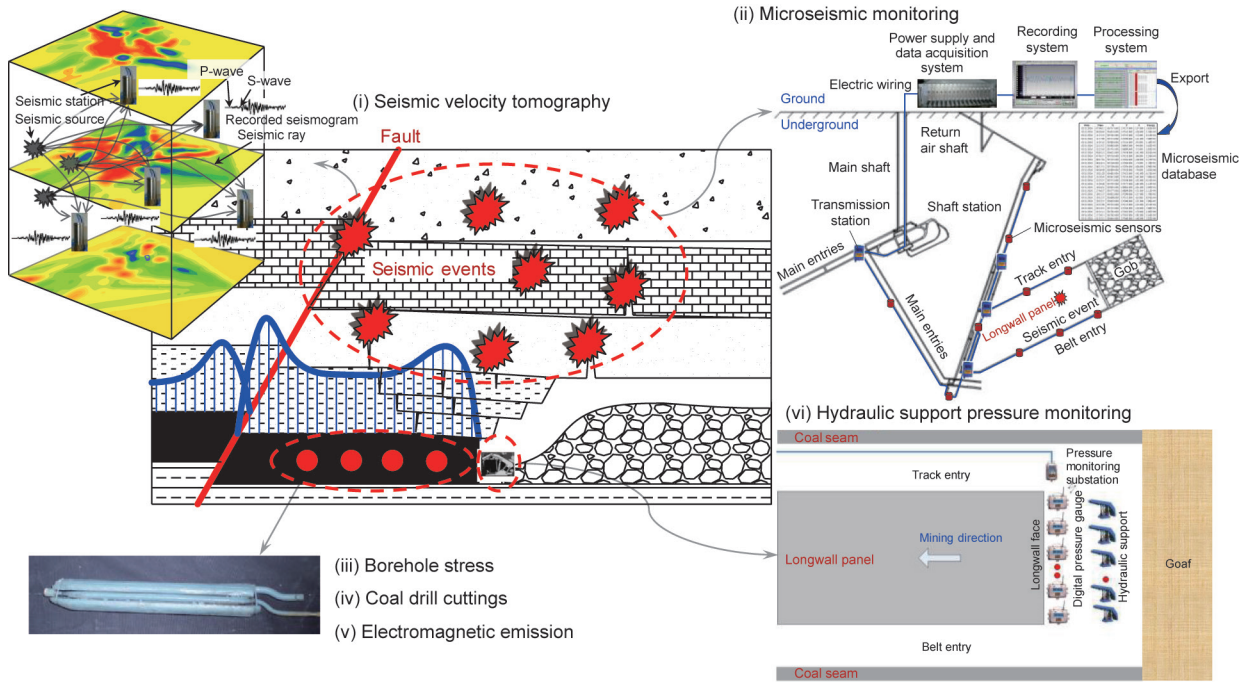 P-wave
S-wave
Seismic station
Seismic source
Recorded seismogram
Seismic ray
(i) Seismic velocity tomography
Fault
Seismic events
(ii) Microseismic monitoring
Power supply and
data acquisition
system
Recording
system
Processing
system
Electric wiring
Export
Ground
Underground
Return
air shaft
Main shaft
Microseismic
database
Transmission
station
Shaft station
Microseismic sensors
Main entries
Track entry
Gob
Main entries
Longwall panel
Seismic event
Belt entry
(vi) Hydraulic support pressure monitoring
Coal seam
Pressure
monitoring
substation
Track entry
Longwall face
Digital pressure gauge
Hydraulic support
Mining direction
Longwall panel
Goaf
Belt entry
Coal seam
(iii) Borehole stress
(iv) Coal drill cuttings
(v) Electromagnetic emission